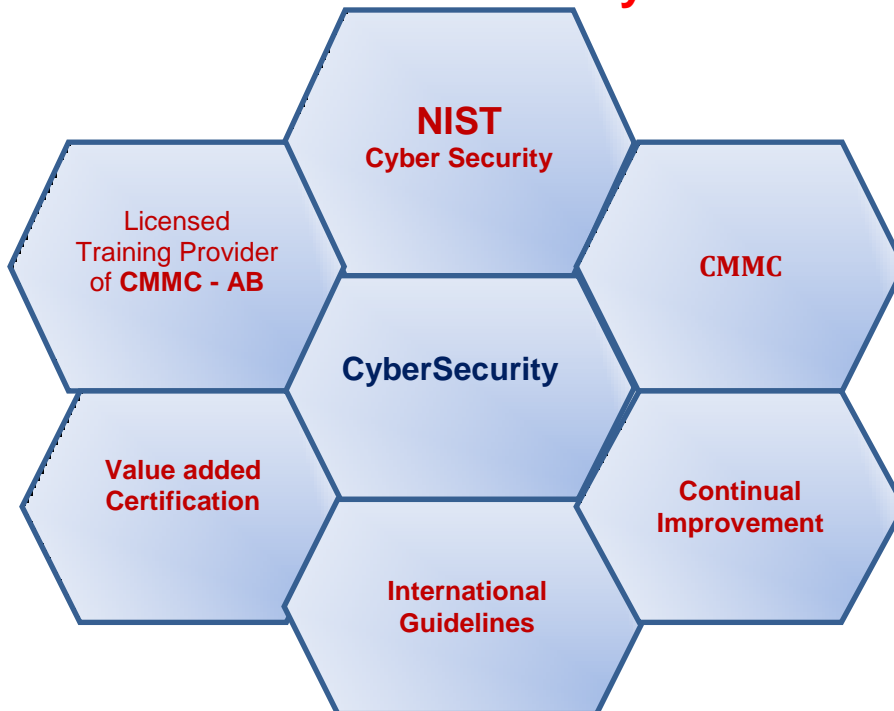 NIST
Cyber Security
Licensed
Training Provider
of CMMC - AB
CMMC
CyberSecurity
Value added
Certification
Continual
Improvement
International
Guidelines